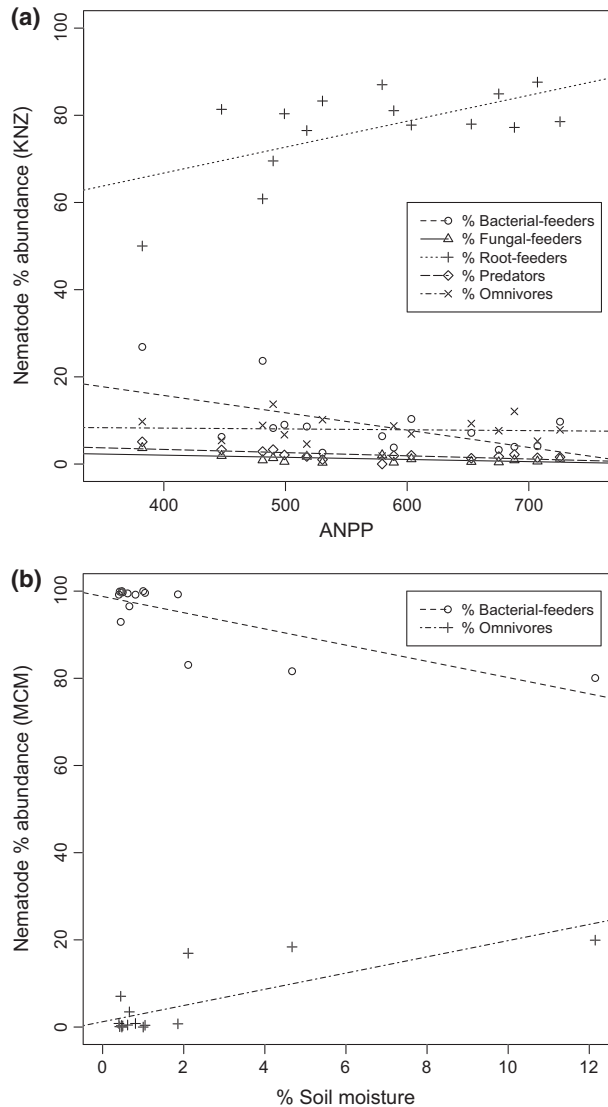 (a)
100
80
60
40
20
0
Nematode % abundance (KNZ)
% Bacterial-feeders
% Fungal-feeders
% Root-feeders
% Predators
% Omnivores
400 500 600 700
ANPP
(b)
100
80
60
40
20
0
Nematode % abundance (MCM)
% Bacterial-feeders
% Omnivores
0 2 4 6 8 10 12
% Soil moisture